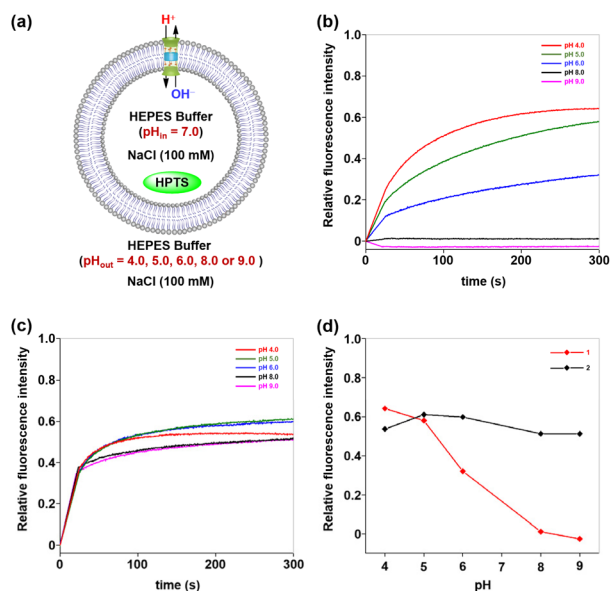 (a)
H⁺
OH⁻
HEPES Buffer
(pHin = 7.0)
NaCl (100 mM)
HPTS
HEPES Buffer
(pHout = 4.0, 5.0, 6.0, 8.0 or 9.0 )
NaCl (100 mM)
(b)
Relative fluorescence intensity
1.0
0.8
0.6
0.4
0.2
0
pH 4.0
pH 5.0
pH 6.0
pH 8.0
pH 9.0
0 100 200 300
time (s)
(c)
Relative fluorescence intensity
1.0
0.8
0.6
0.4
0.2
0
pH 4.0
pH 5.0
pH 6.0
pH 8.0
pH 9.0
0 100 200 300
time (s)
(d)
Relative fluorescence intensity
1.0
0.8
0.6
0.4
0.2
0
1
2
4 5 6 7 8 9
pH